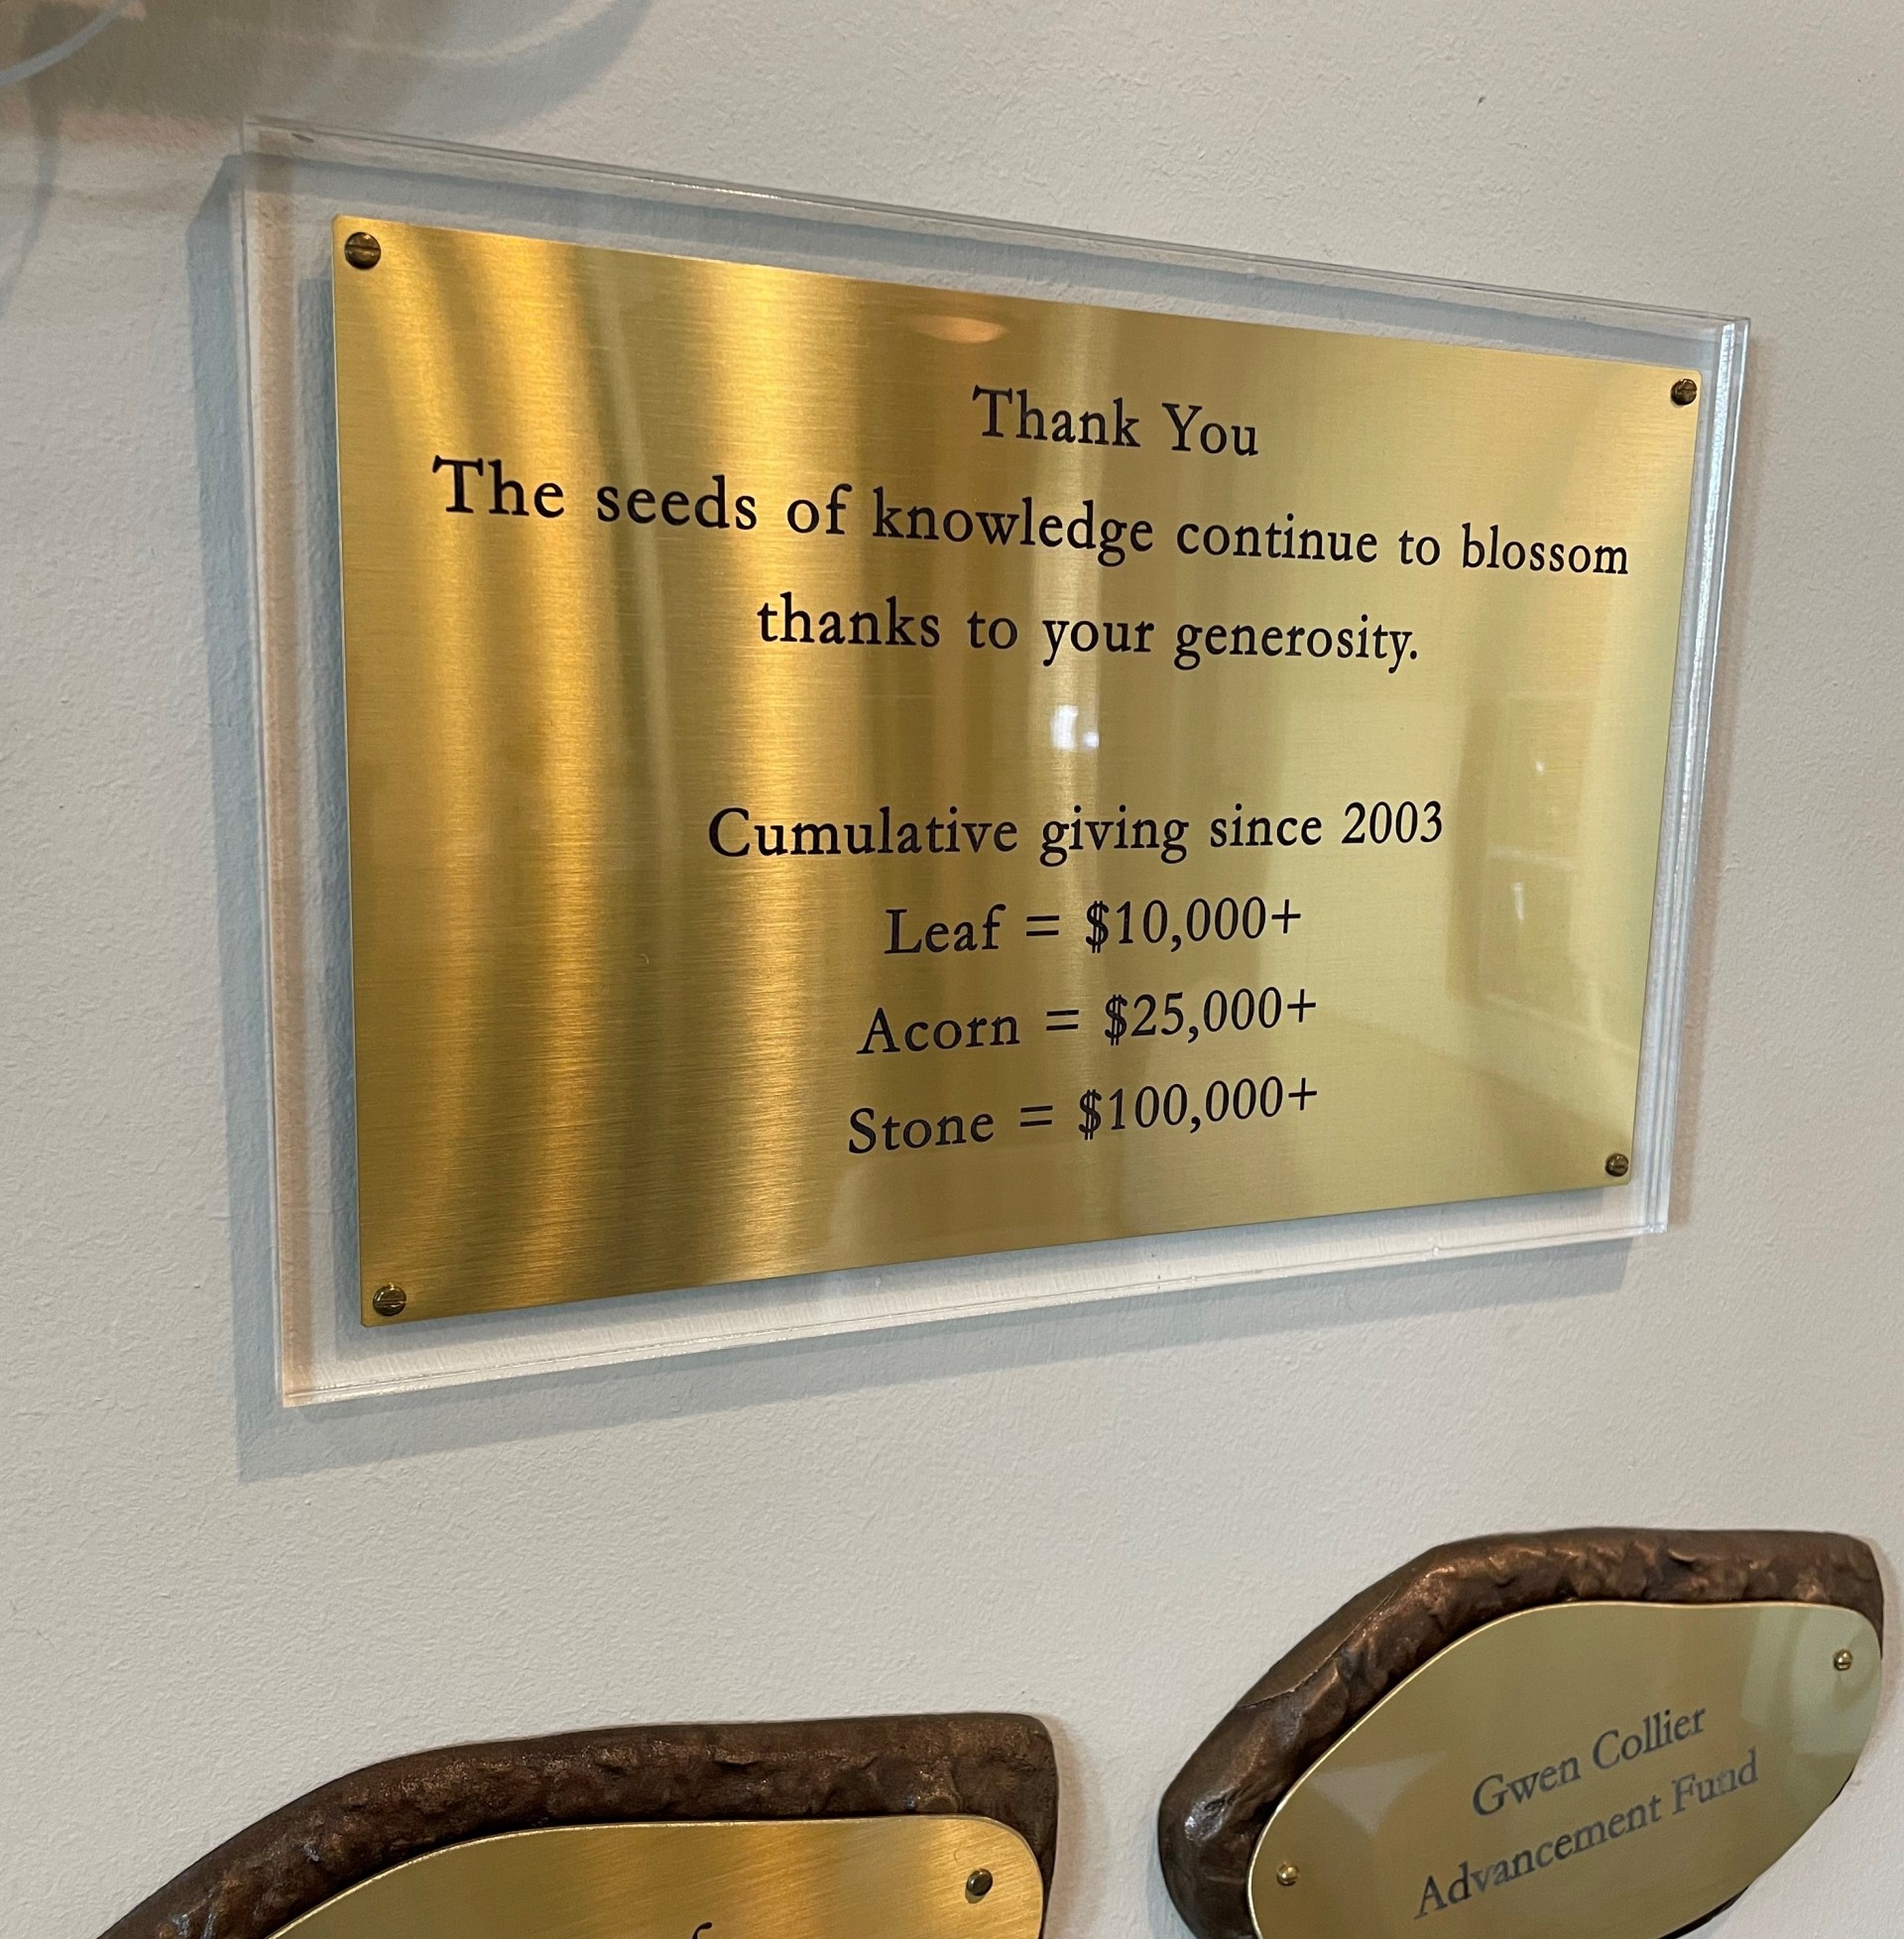 Thank You
The seeds of knowledge continue to blossom
thanks to your generosity.
Cumulative giving since 2003
Leaf = $10,000+
Acorn = $25,000+
Stone = $100,000+
Gwen Collier
Advancement Fund